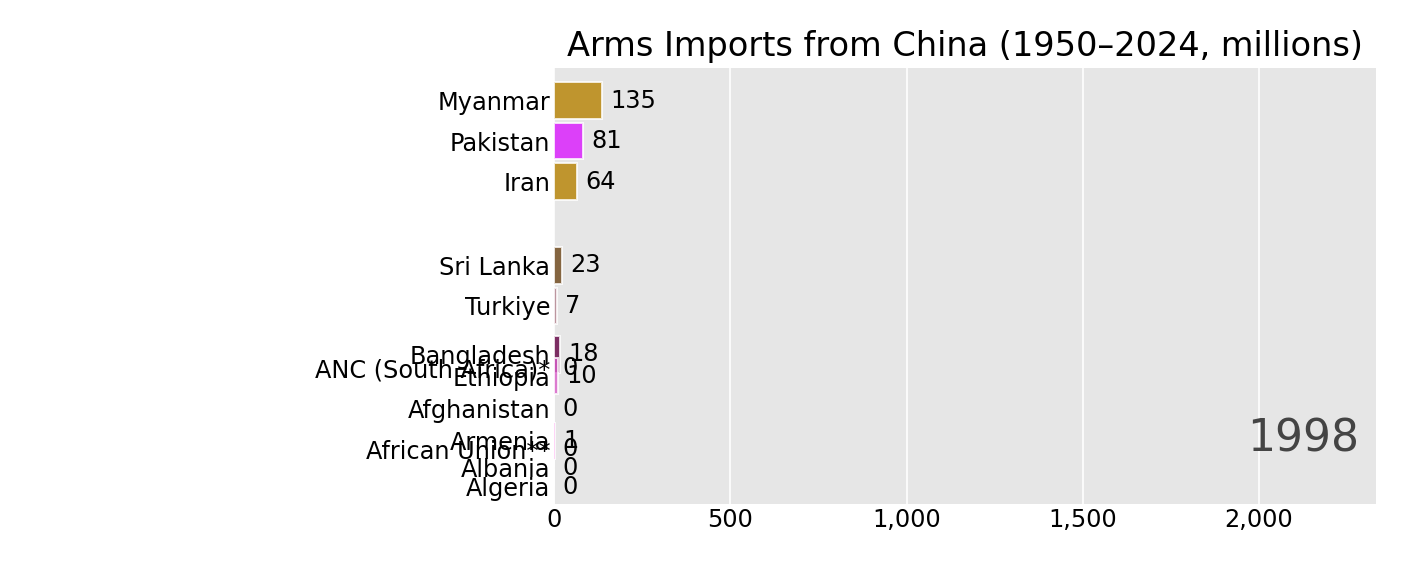 Arms Imports from China (1950–2024, millions)
Myanmar 135
Pakistan 81
Iran 64
Sri Lanka 23
Turkiye 7
Bangladesh 18
ANC (South Africa)* 0
Ethiopia 10
Afghanistan 0
Armenia 1
African Union** 0
Albania 0
Algeria 0
1998
0 500 1,000 1,500 2,000